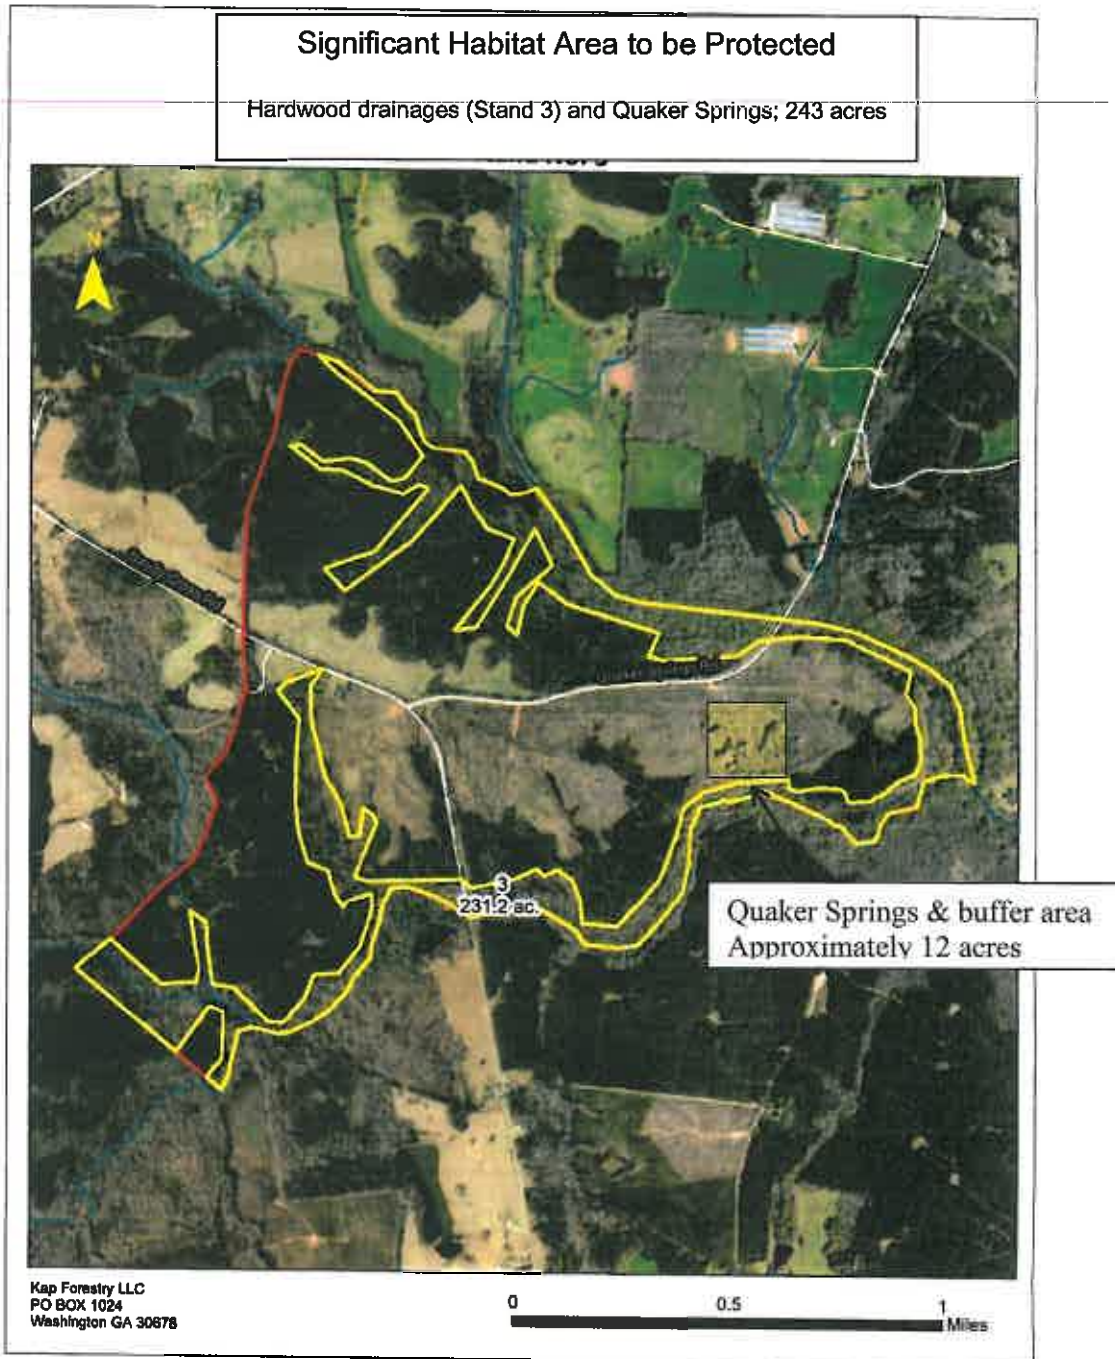 Significant Habitat Area to be Protected
Hardwood drainages (Stand 3) and Quaker Springs; 243 acres
N
3
231.2 ac.
Quaker Springs & buffer area
Approximately 12 acres
Kap Forestry LLC
PO BOX 1024
Washington GA 30678
0 0.5 1
Miles